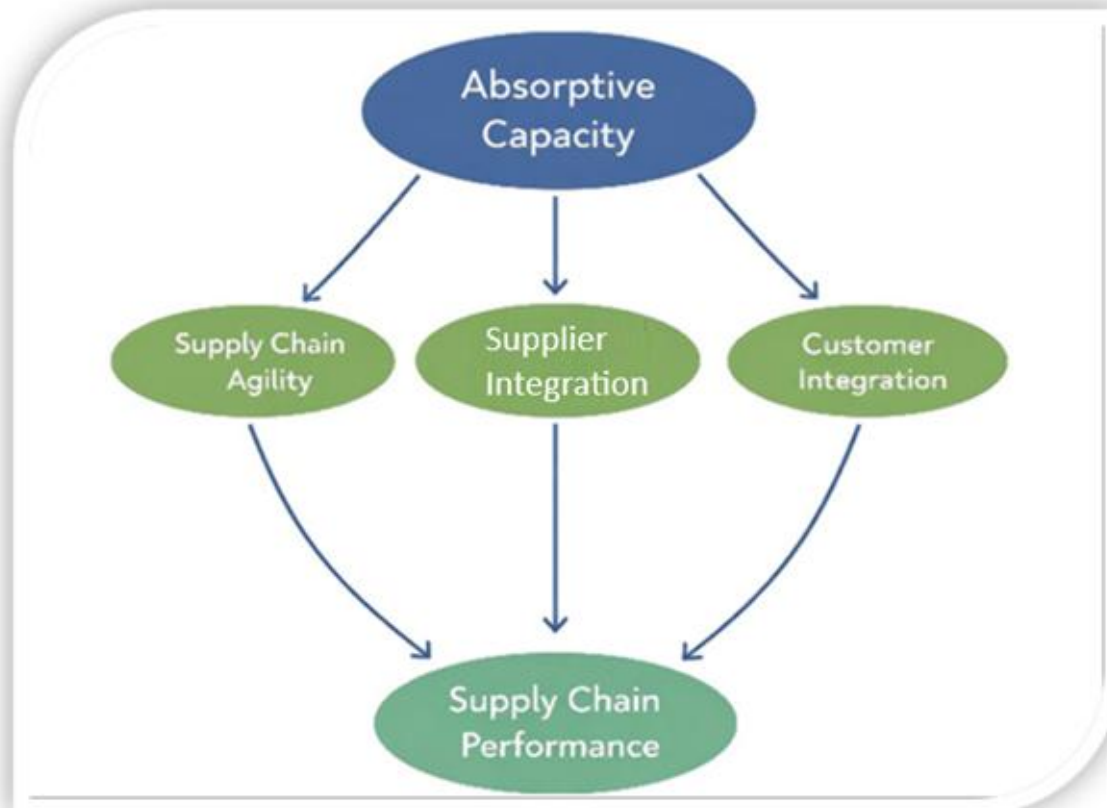 Absorptive
Capacity
Supply Chain
Agility
Supplier
Integration
Customer
Integration
Supply Chain
Performance